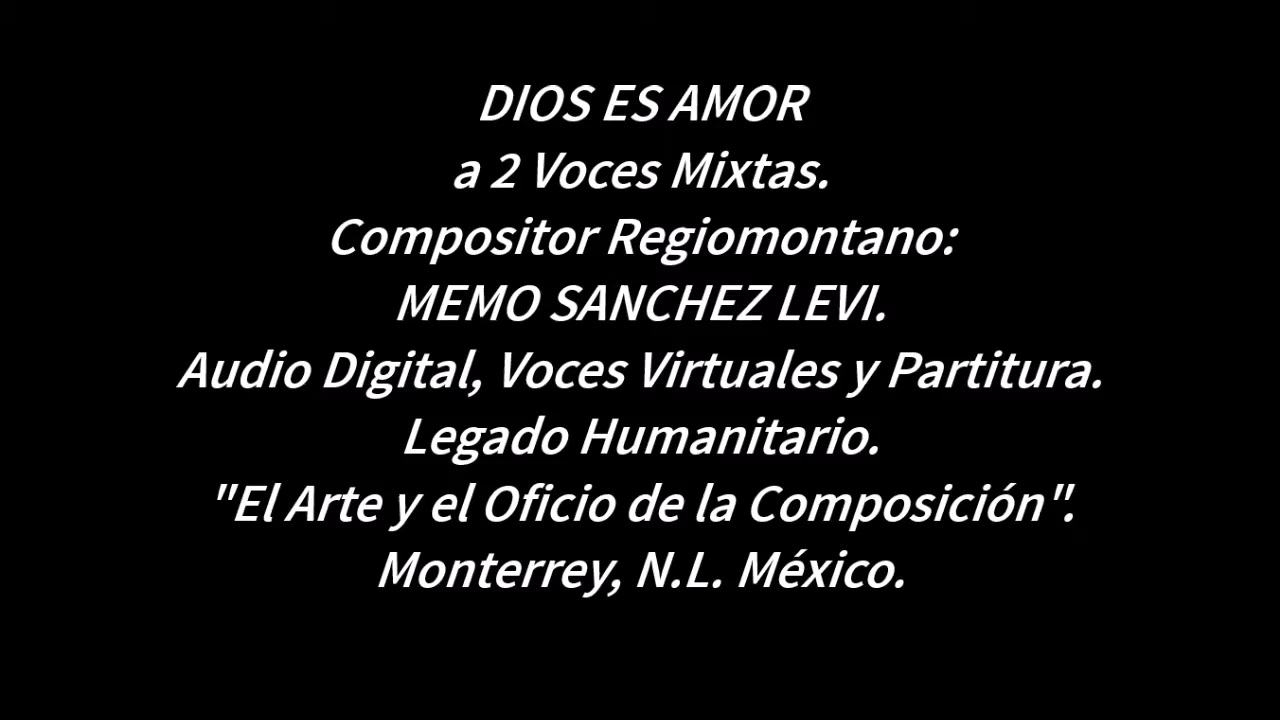 DIOS ES AMOR
a 2 Voces Mixtas.
Compositor Regiomontano:
MEMO SANCHEZ LEVI.
Audio Digital, Voces Virtuales y Partitura.
Legado Humanitario.
"El Arte y el Oficio de la Composición".
Monterrey, N.L. México.